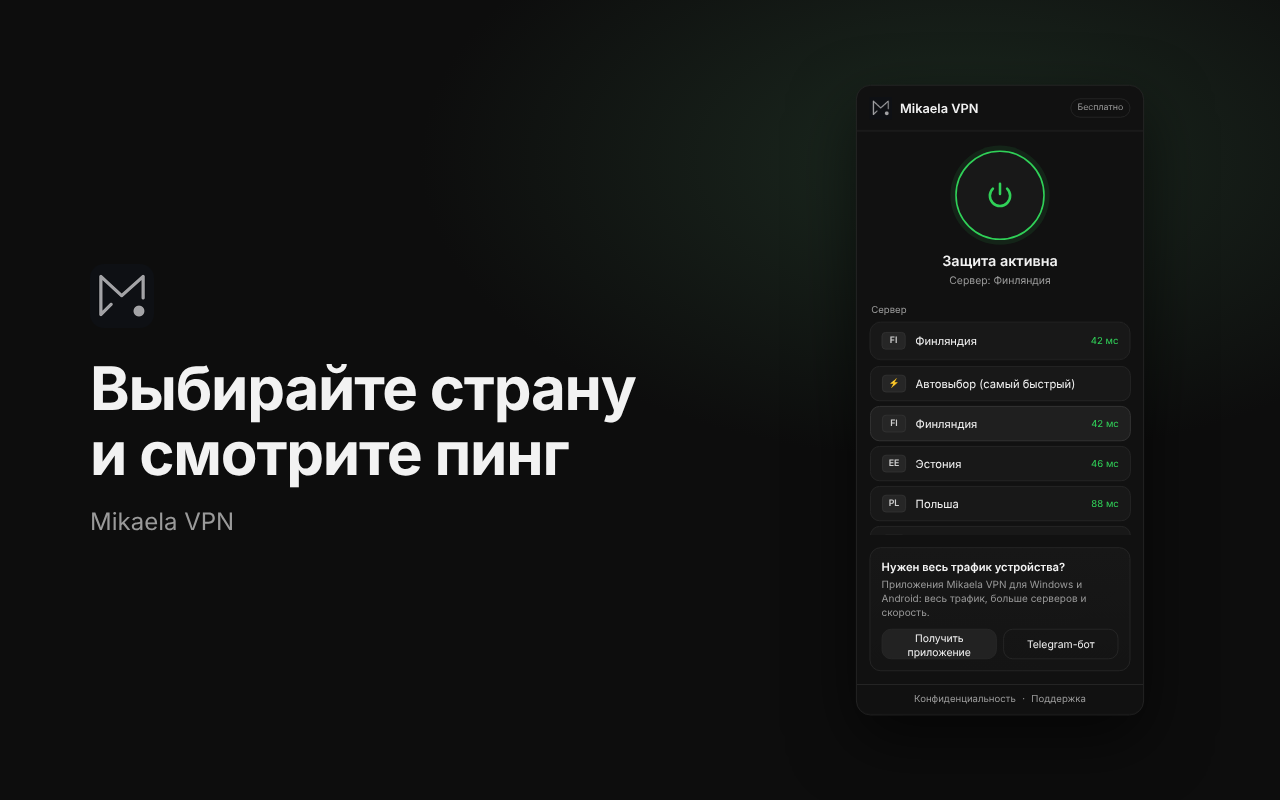 Выбирайте страну
и смотрите пинг
Mikaela VPN
Mikaela VPN
Бесплатно
Защита активна
Сервер: Финляндия
Сервер
FI Финляндия 42 мс
⚡ Автовыбор (самый быстрый)
FI Финляндия 42 мс
EE Эстония 46 мс
PL Польша 88 мс
Нужен весь трафик устройства?
Приложения Mikaela VPN для Windows и
Android: весь трафик, больше серверов и
скорость.
Получить
приложение
Telegram-бот
Конфиденциальность · Поддержка